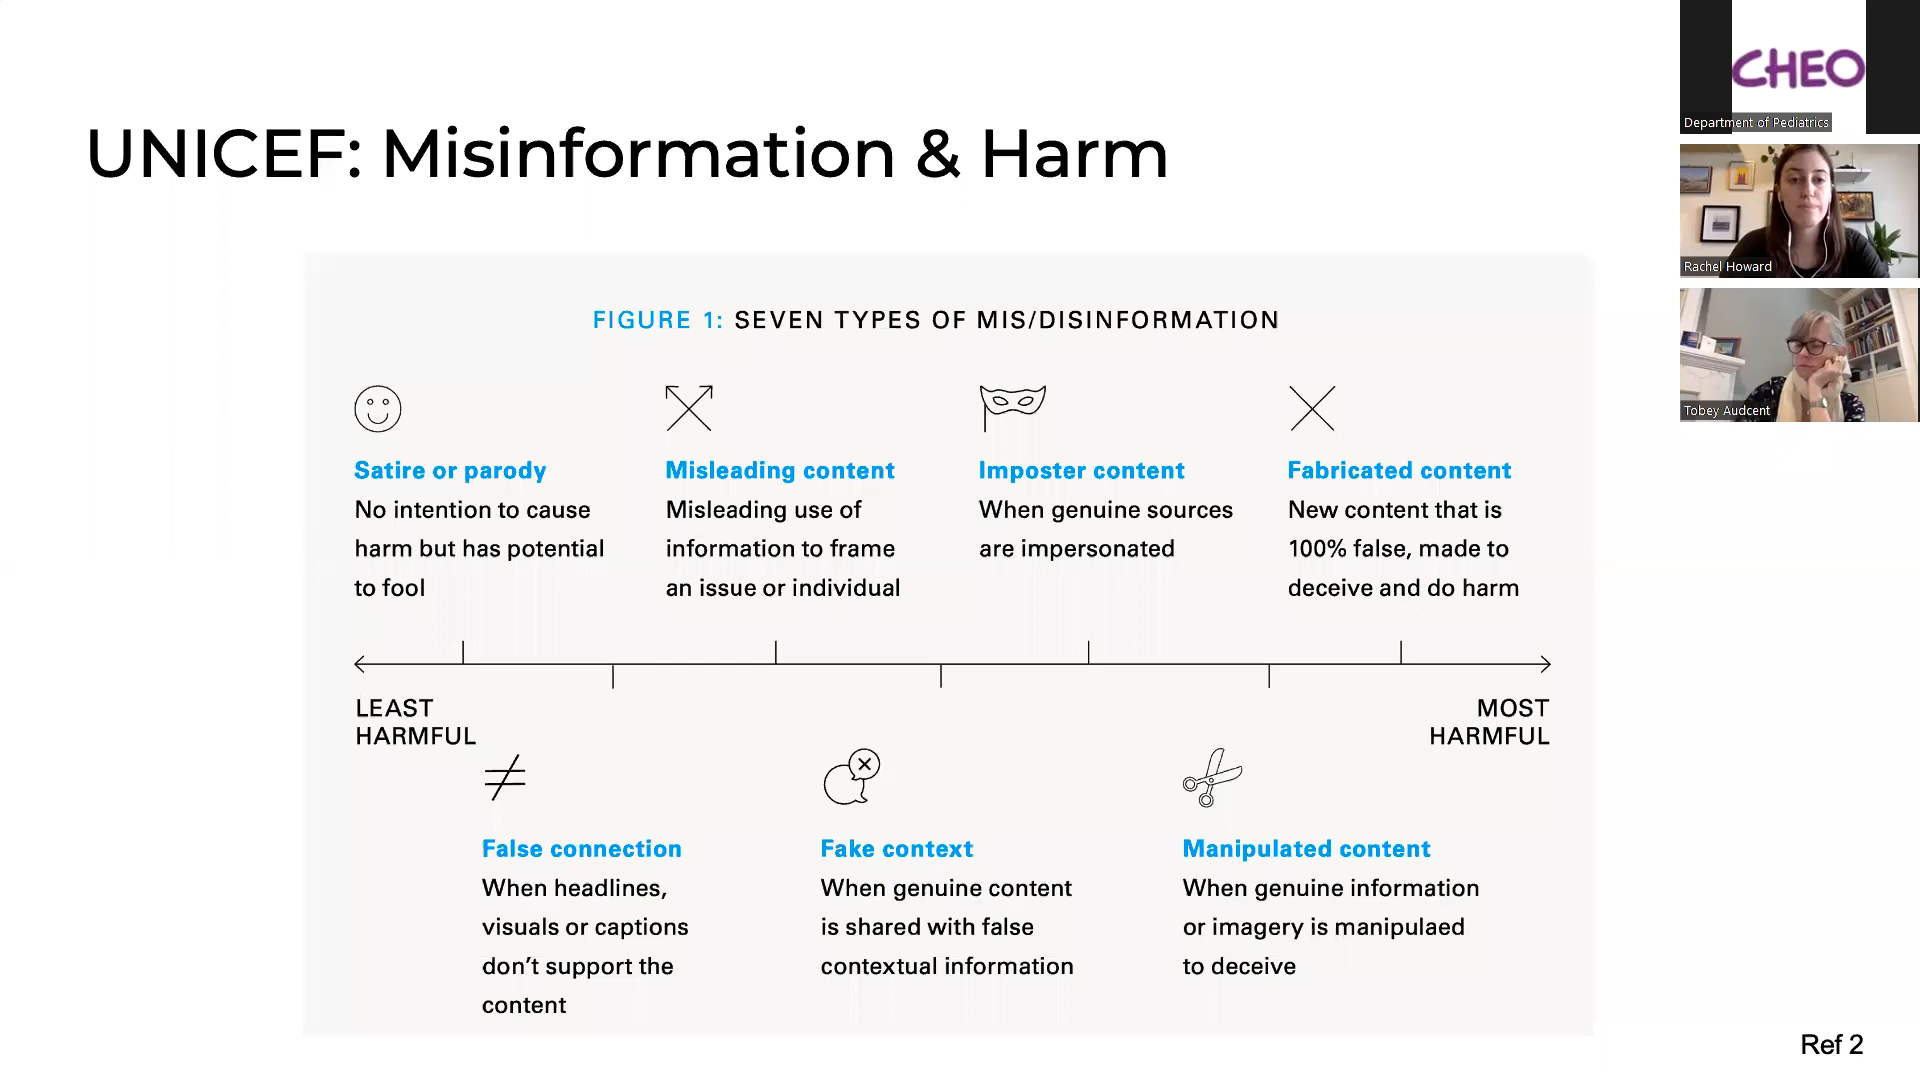 UNICEF: Misinformation & Harm
FIGURE 1: SEVEN TYPES OF MIS/DISINFORMATION
Satire or parody
No intention to cause
harm but has potential
to fool
Misleading content
Misleading use of
information to frame
an issue or individual
Imposter content
When genuine sources
are impersonated
Fabricated content
New content that is
100% false, made to
deceive and do harm
LEAST
HARMFUL
MOST
HARMFUL
False connection
When headlines,
visuals or captions
don’t support the
content
Fake context
When genuine content
is shared with false
contextual information
Manipulated content
When genuine information
or imagery is manipulaed
to deceive
Ref 2
CHEO
Department of Pediatrics
Rachel Howard
Tobey Audcent